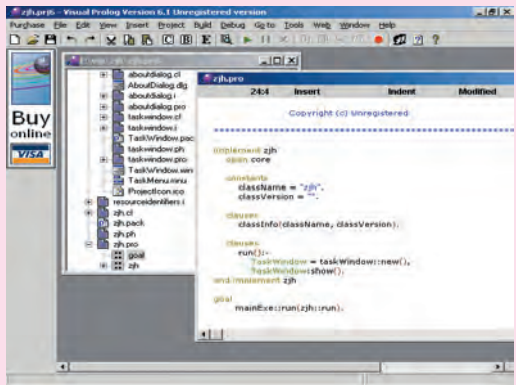 zjh.prj6 - Visual Prolog Version 6.1 Unregistered version
Purchase File Edit View Insert Project Build Debug Go to Tools Web Window Help
Buy
online
VISA
aboutdialog.cl
AboutDialog.dlg
aboutdialog.i
aboutdialog.pro
taskwindow.cl
taskwindow.i
TaskWindow.pac
taskwindow.ph
taskwindow.pro
TaskWindow.win
TaskMenu.mnu
ProjectIcon.ico
resourceidentifiers.i
zjh.cl
zjh.pack
zjh.ph
zjh.pro
goal
zjh
zjh.pro
24:4 Insert Indent Modified
Copyright (c) Unregistered
implement zjh
open core
constants
className = "zjh".
classVersion = "".
clauses
classInfo(className, classVersion).
clauses
run():-
TaskWindow = taskWindow::new(),
TaskWindow:show().
end implement zjh
goal
mainExe::run(zjh::run).